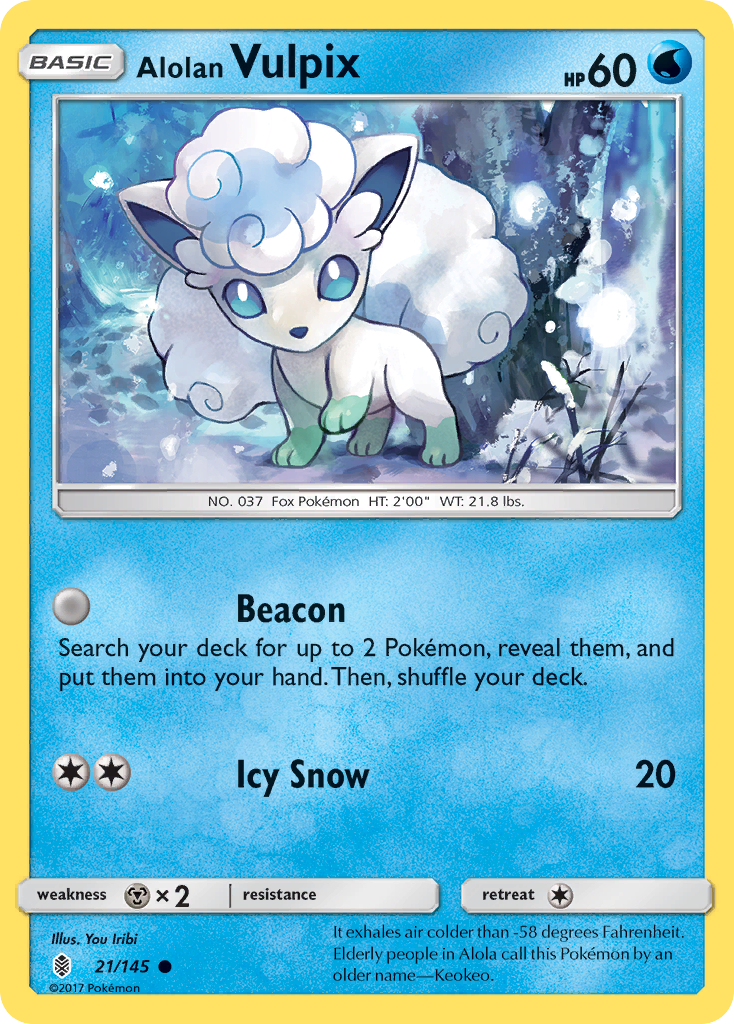 BASIC Alolan Vulpix HP60
NO. 037 Fox Pokémon HT: 2'00" WT: 21.8 lbs.
Beacon
Search your deck for up to 2 Pokémon, reveal them, and
put them into your hand. Then, shuffle your deck.
Icy Snow 20
weakness ×2 resistance retreat
Illus. You Iribi
21/145
©2017 Pokémon
It exhales air colder than -58 degrees Fahrenheit.
Elderly people in Alola call this Pokémon by an
older name—Keokeo.